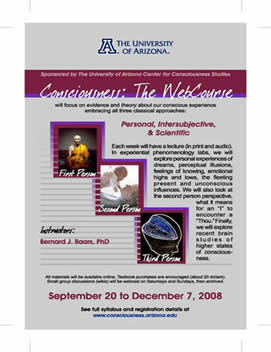 THE UNIVERSITY
OF ARIZONA.
Sponsored by The University of Arizona Center for Consciousness Studies
Consciousness: The WebCourse
will focus on evidence and theory about our conscious experience
embracing all three classical approaches:
Personal, Intersubjective,
& Scientific
Each week will have a lecture (in print and audio).
In experiential phenomenology labs, we will
explore personal experiences of
dreams, perceptual illusions,
feelings of knowing, emotional
highs and lows, the fleeting
present and unconscious
influences. We will also look at
the second person perspective,
what it means
for an "I" to
encounter a
"Thou." Finally,
we will explore
recent brain
studies of
higher states
of conscious-
ness.
First Person
Second Person
Third Person
Instructors:
Bernard J. Baars, PhD
All materials will be available online. Textbook purchases are encouraged (about 20 dollars).
Small group discussions (wikis) will be webcast on Saturdays and Sundays, then archived.
September 20 to December 7, 2008
See full syllabus and registration details at
www.consciousness.arizona.edu